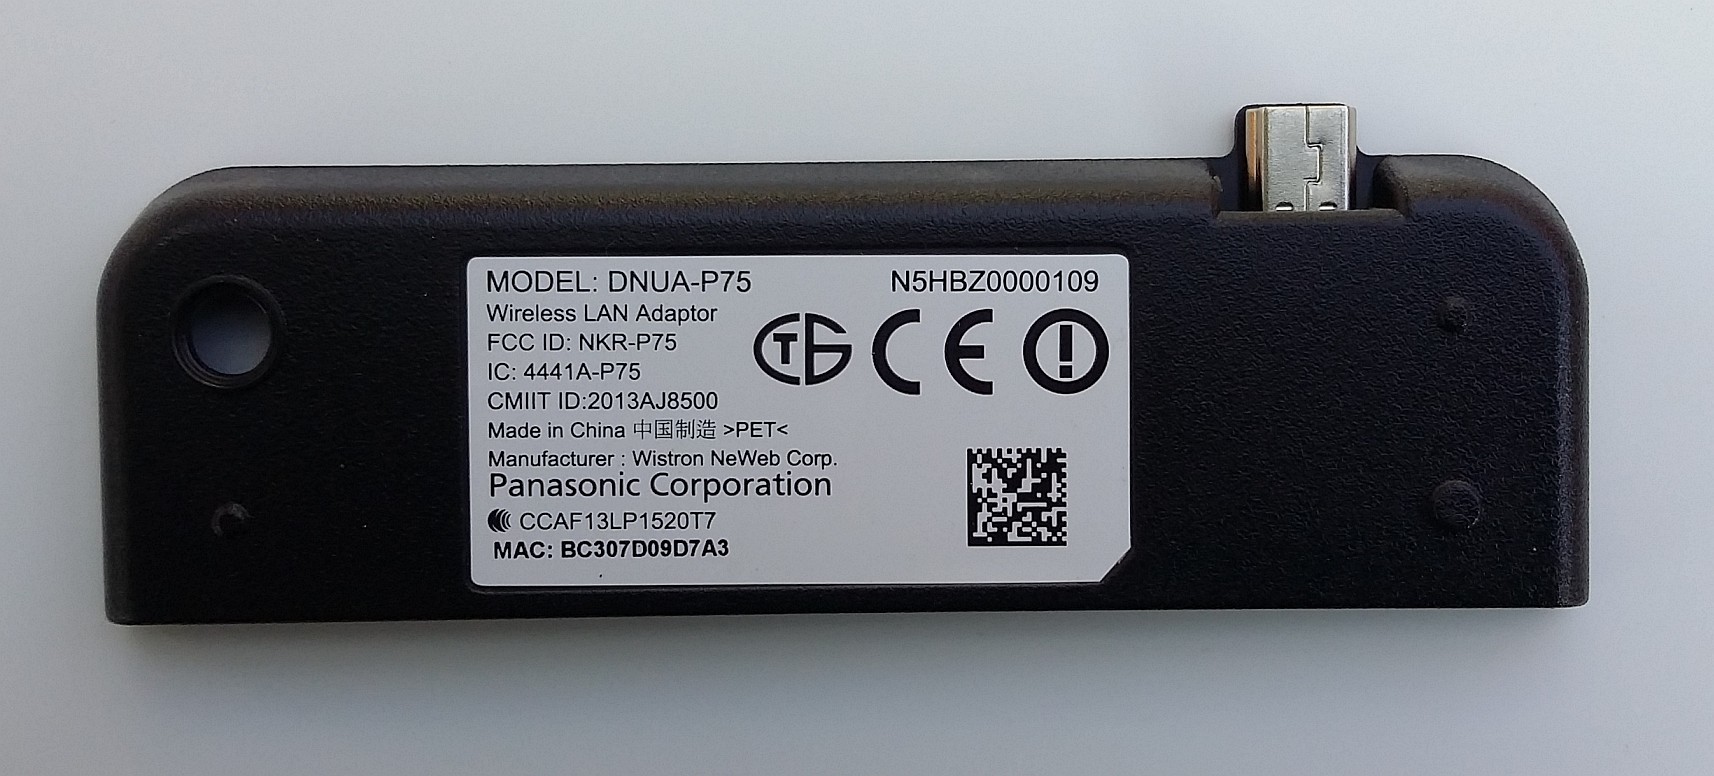 MODEL: DNUA-P75 N5HBZ0000109
Wireless LAN Adaptor
FCC ID: NKR-P75
IC: 4441A-P75
CMIIT ID:2013AJ8500
Made in China 中国制造 >PET<
Manufacturer : Wistron NeWeb Corp.
Panasonic Corporation
CCAF13LP1520T7
MAC: BC307D09D7A3